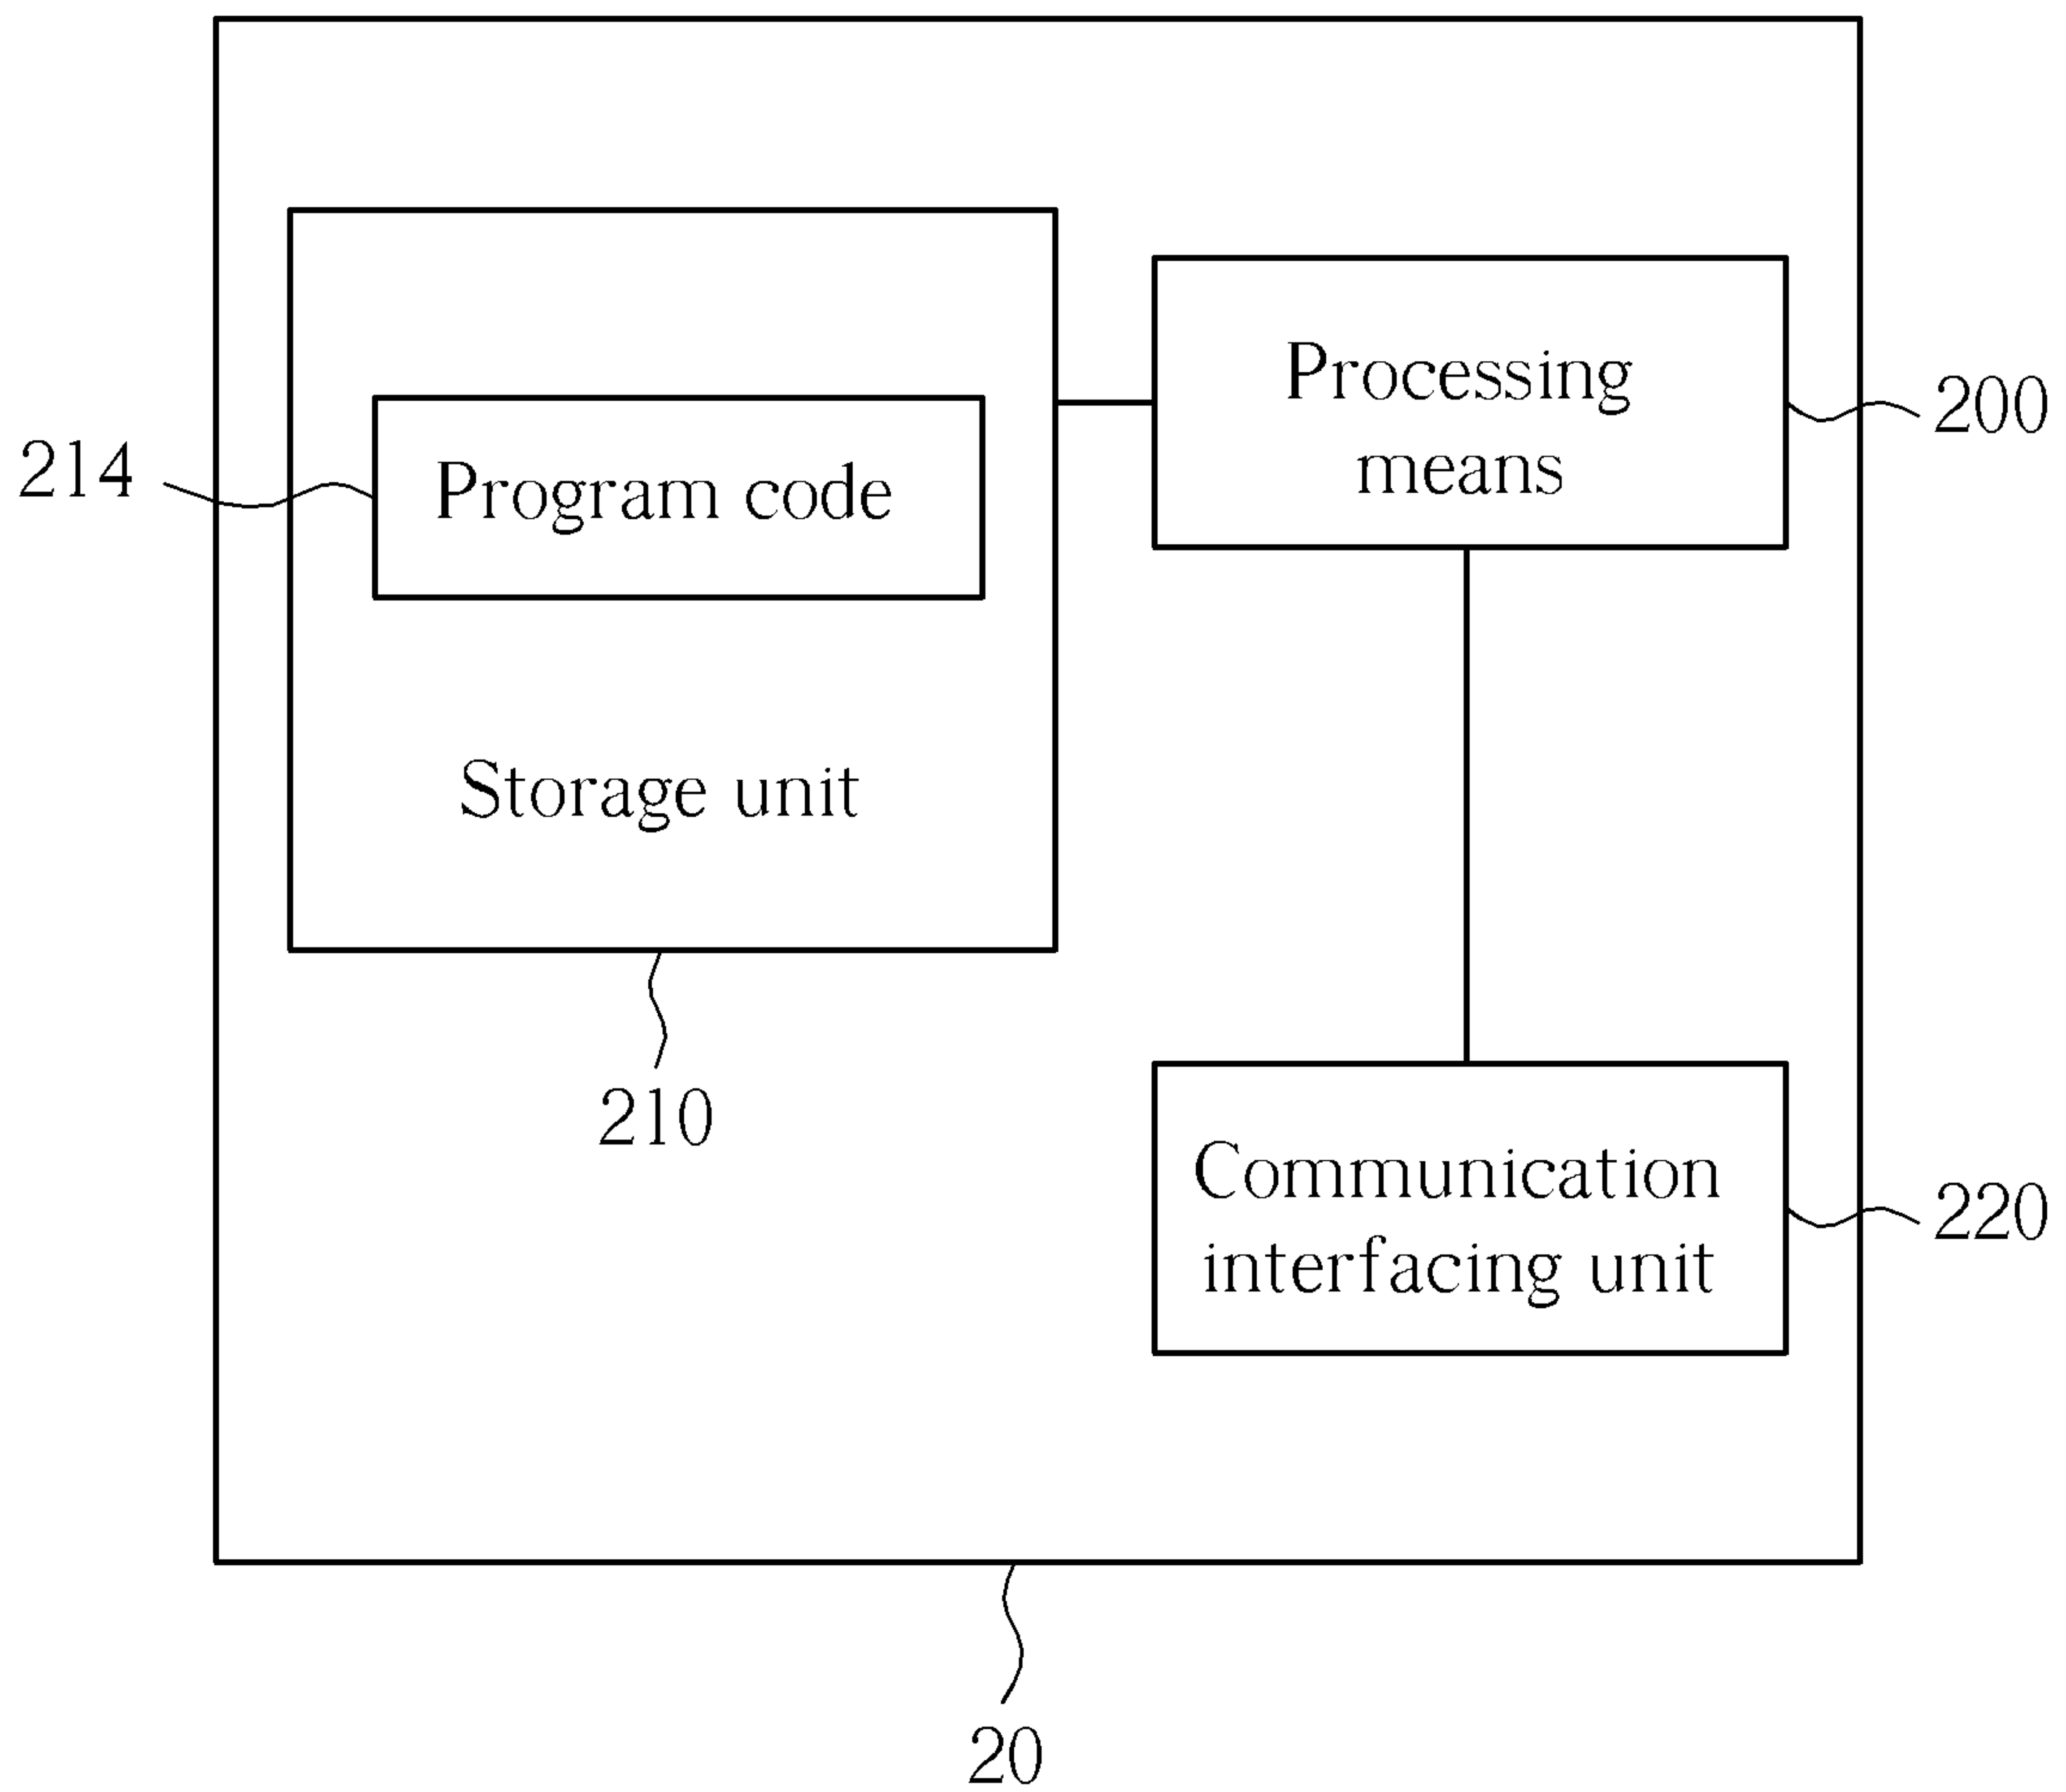 Processing
means
200
214
Program code
Storage unit
210
Communication
interfacing unit
220
20